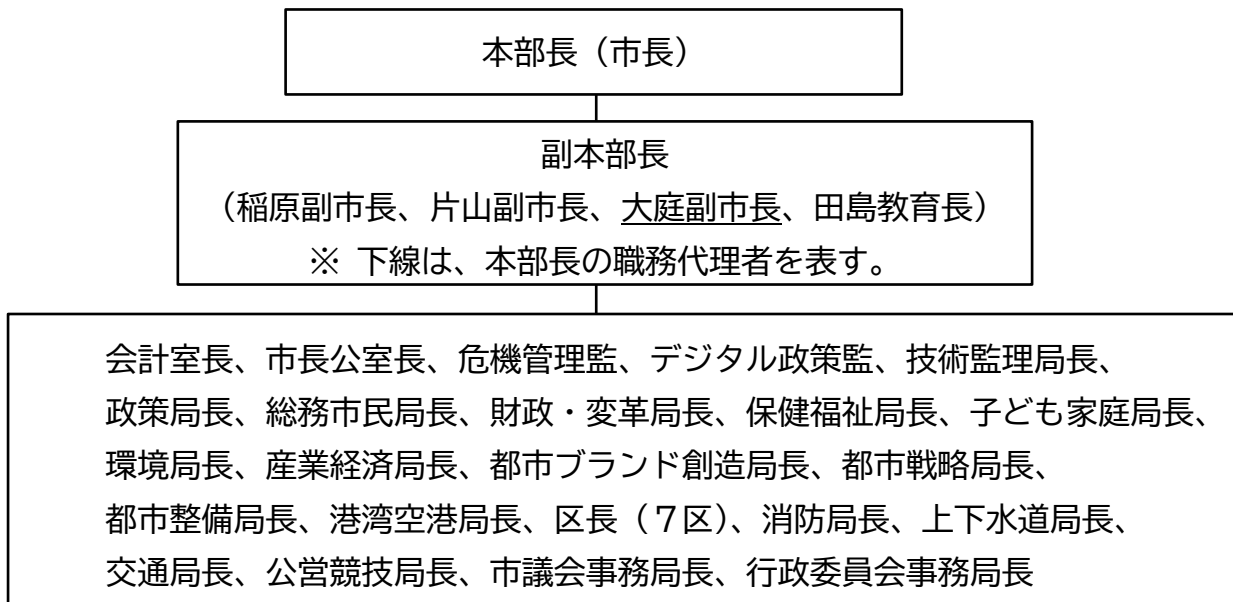 本部長（市長）
副本部長
（稲原副市長、片山副市長、大庭副市長、田島教育長）
※ 下線は、本部長の職務代理者を表す。
会計室長、市長公室長、危機管理監、デジタル政策監、技術監理局長、
政策局長、総務市民局長、財政・変革局長、保健福祉局長、子ども家庭局長、
環境局長、産業経済局長、都市ブランド創造局長、都市戦略局長、
都市整備局長、港湾空港局長、区長（７区）、消防局長、上下水道局長、
交通局長、公営競技局長、市議会事務局長、行政委員会事務局長